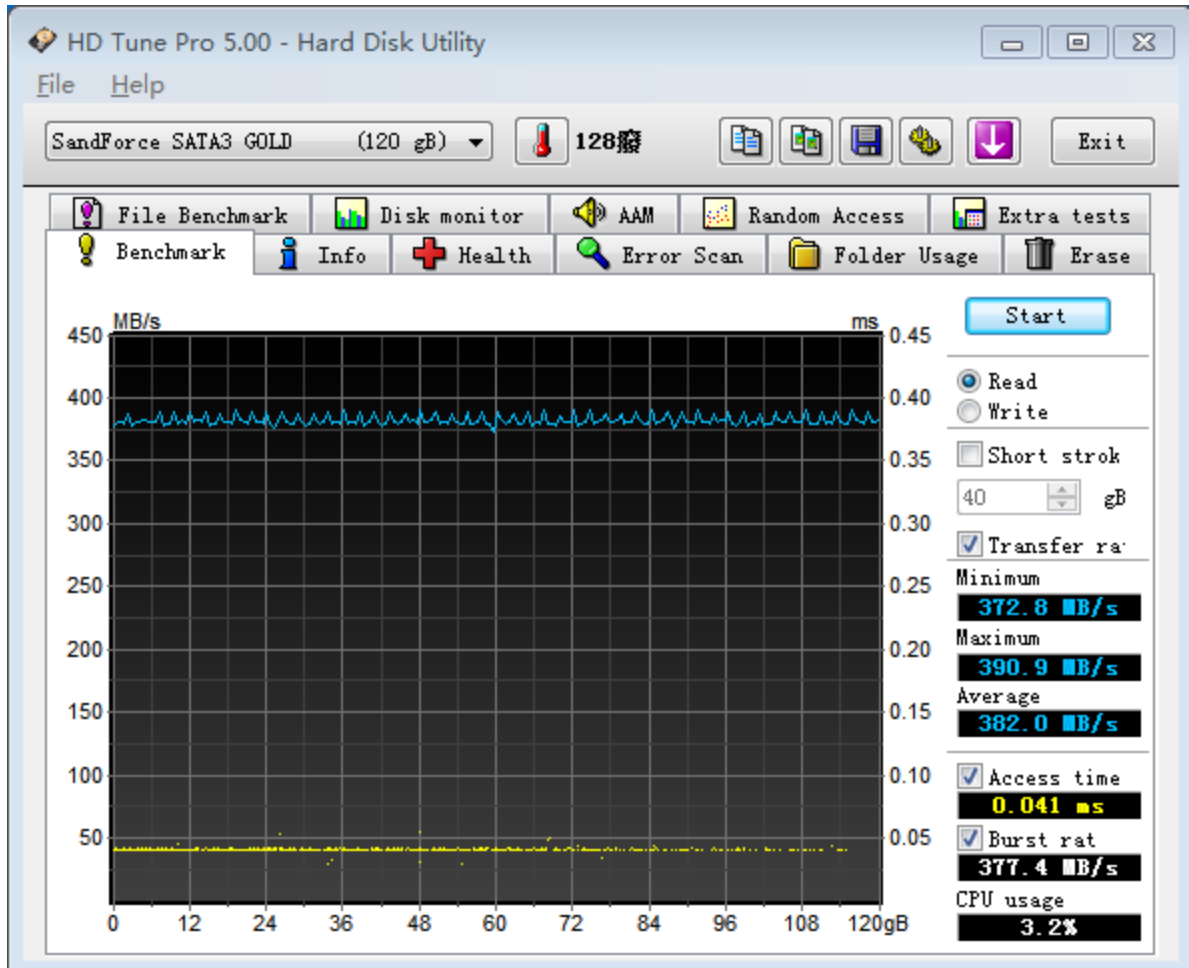 HD Tune Pro 5.00 - Hard Disk Utility
File Help
SandForce SATA3 GOLD (120 gB) 128癈 Exit
File Benchmark Disk monitor AAM Random Access Extra tests
Benchmark Info Health Error Scan Folder Usage Erase
Start
MB/s ms
450 0.45
400 0.40
350 0.35
300 0.30
250 0.25
200 0.20
150 0.15
100 0.10
50 0.05
0 12 24 36 48 60 72 84 96 108 120gB
Read
Write
Short strok
40 gB
Transfer ra
Minimum
372.8 MB/s
Maximum
390.9 MB/s
Average
382.0 MB/s
Access time
0.041 ms
Burst rat
377.4 MB/s
CPU usage
3.2%